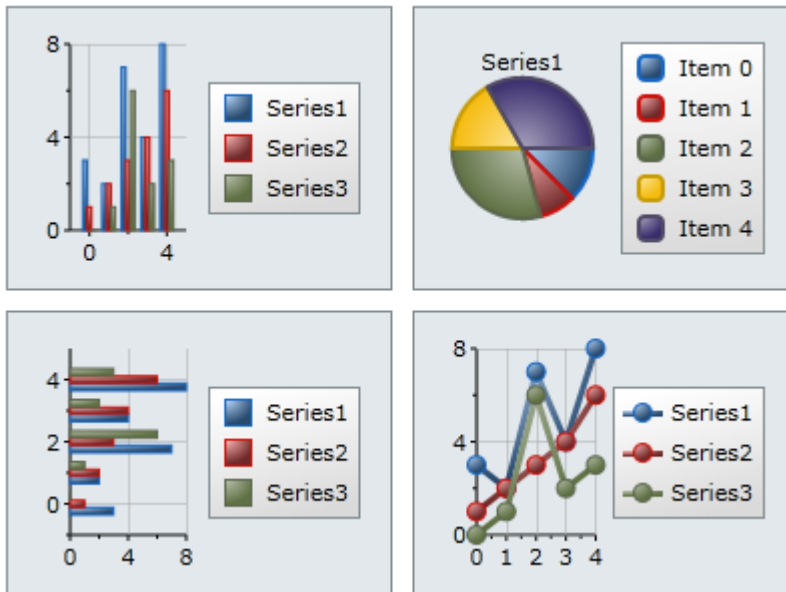 8
4
0
0 4
Series1
Series2
Series3
Series1
Item 0
Item 1
Item 2
Item 3
Item 4
4
2
0
0 4 8
Series1
Series2
Series3
8
4
0
0 1 2 3 4
Series1
Series2
Series3